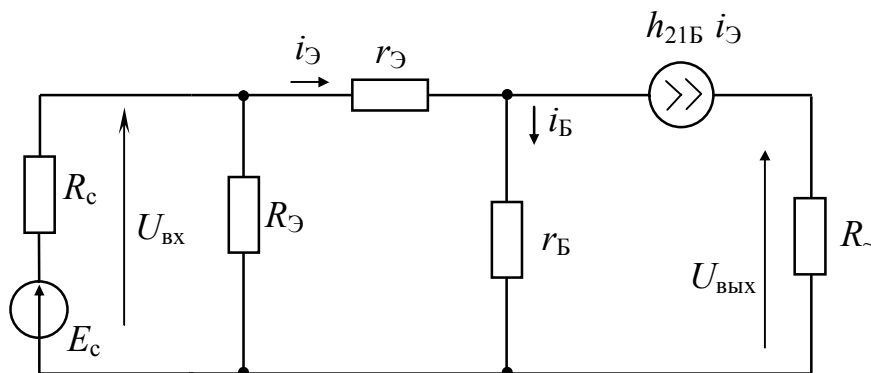 h21Б iЭ
iЭ
rЭ
iБ
Rс
Uвх
RЭ
rБ
Uвых
R~
Eс